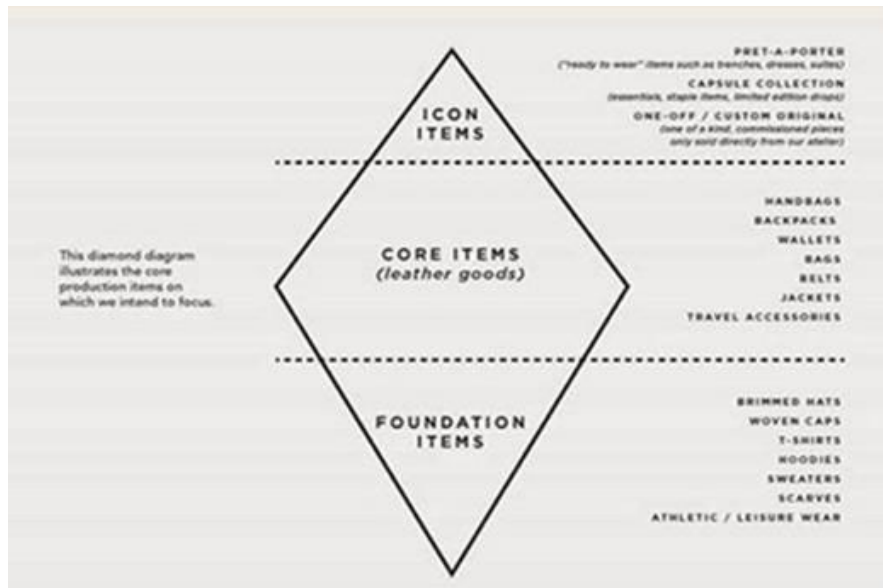 PRET-A-PORTER
("ready to wear" items such as trenches, dresses, suites)
CAPSULE COLLECTION
(essentials, staple items, limited edition drops)
ONE-OFF / CUSTOM ORIGINAL
(one of a kind, commissioned pieces
only sold directly from our atelier)
ICON
ITEMS
HANDBAGS
BACKPACKS
WALLETS
BAGS
BELTS
JACKETS
TRAVEL ACCESSORIES
CORE ITEMS
(leather goods)
This diamond diagram
illustrates the core
production items on
which we intend to focus.
FOUNDATION
ITEMS
BRIMMED HATS
WOVEN CAPS
T-SHIRTS
HOODIES
SWEATERS
SCARVES
ATHLETIC / LEISURE WEAR